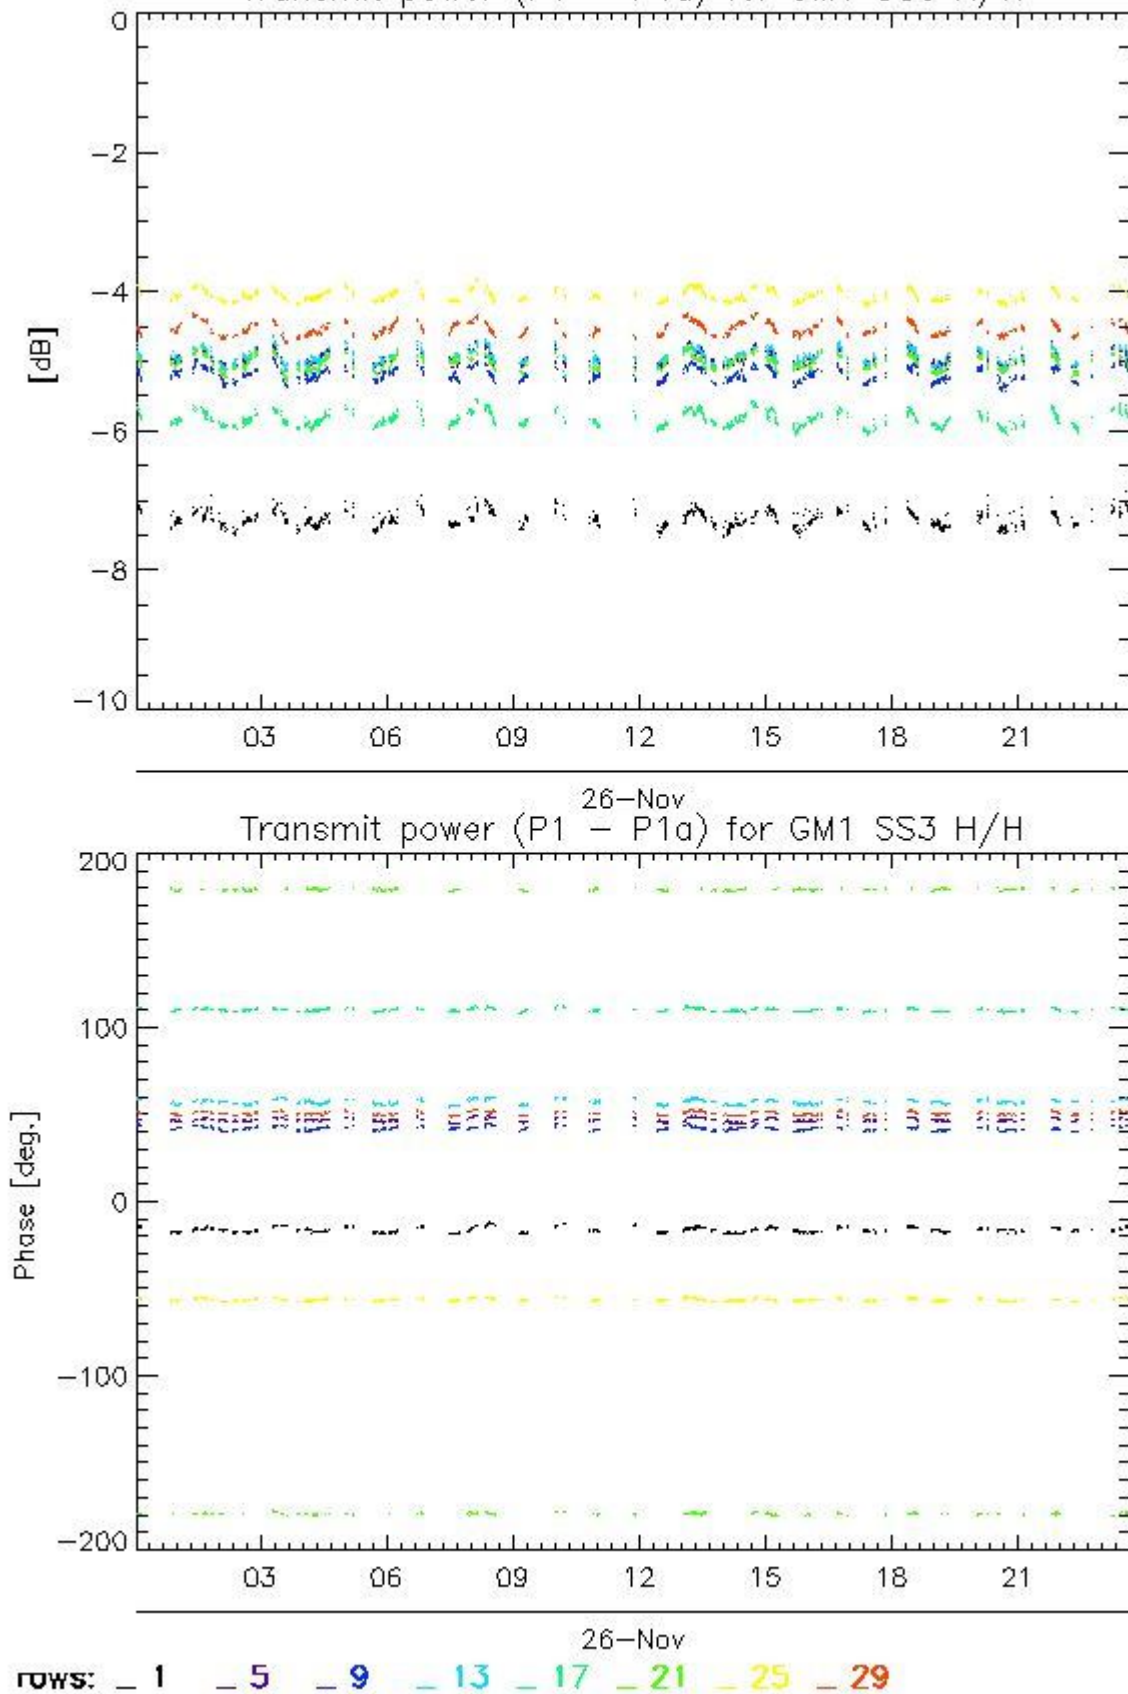 0
−2
−4
[dB]
−6
−8
−10
03 06 09 12 15 18 21
26−Nov
Transmit power (P1 − P1a) for GM1 SS3 H/H
200
100
0
Phase [deg.]
−100
−200
03 06 09 12 15 18 21
26−Nov
rows: _ 1 _ 5 _ 9 _ 13 _ 17 _ 21 _ 25 _ 29